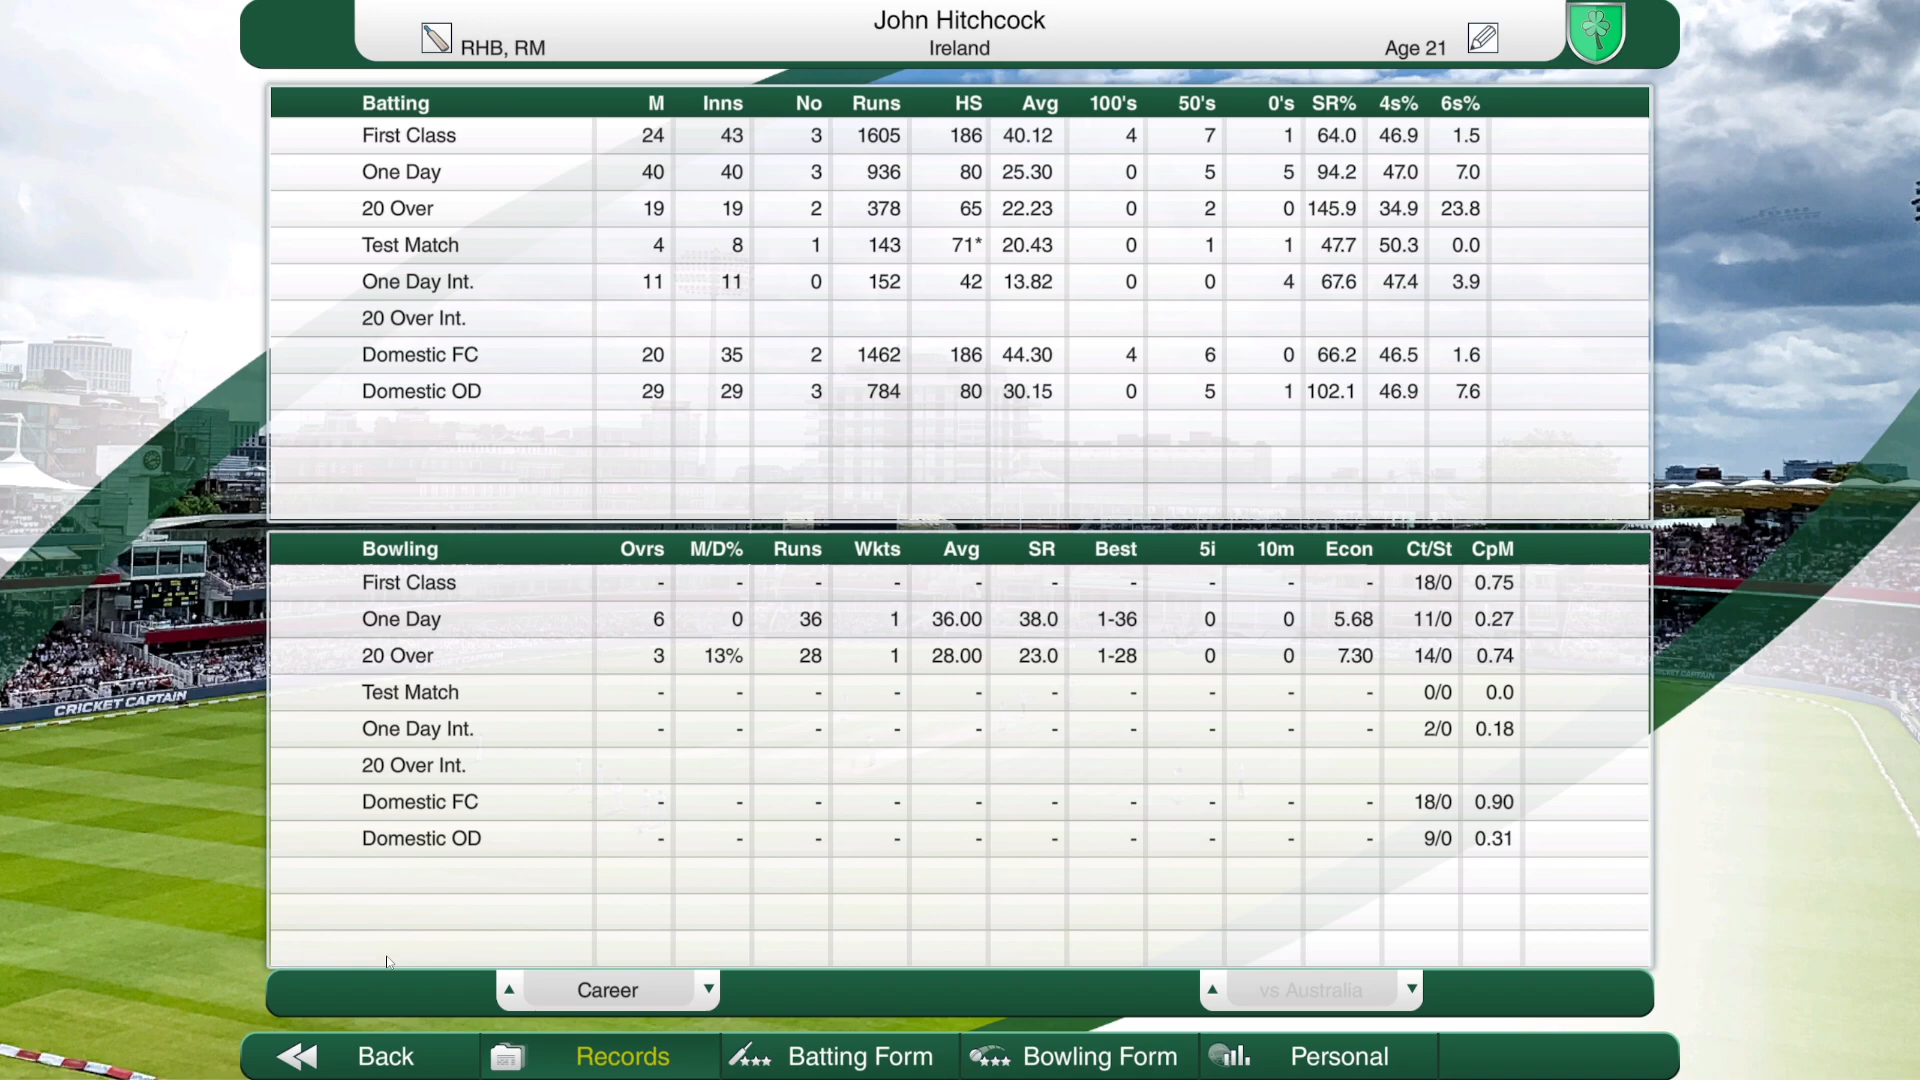 John Hitchcock
RHB, RM Ireland Age 21
Batting M Inns No Runs HS Avg 100's 50's 0's SR% 4s% 6s%
First Class 24 43 3 1605 186 40.12 4 7 1 64.0 46.9 1.5
One Day 40 40 3 936 80 25.30 0 5 5 94.2 47.0 7.0
20 Over 19 19 2 378 65 22.23 0 2 0 145.9 34.9 23.8
Test Match 4 8 1 143 71* 20.43 0 1 1 47.7 50.3 0.0
One Day Int. 11 11 0 152 42 13.82 0 0 4 67.6 47.4 3.9
20 Over Int.
Domestic FC 20 35 2 1462 186 44.30 4 6 0 66.2 46.5 1.6
Domestic OD 29 29 3 784 80 30.15 0 5 1 102.1 46.9 7.6
Bowling Ovrs M/D% Runs Wkts Avg SR Best 5i 10m Econ Ct/St CpM
First Class - - - - - - - - - - 18/0 0.75
One Day 6 0 36 1 36.00 38.0 1-36 0 0 5.68 11/0 0.27
20 Over 3 13% 28 1 28.00 23.0 1-28 0 0 7.30 14/0 0.74
Test Match - - - - - - - - - - 0/0 0.0
One Day Int. - - - - - - - - - - 2/0 0.18
20 Over Int.
Domestic FC - - - - - - - - - - 18/0 0.90
Domestic OD - - - - - - - - - - 9/0 0.31
CRICKET CAPTAIN
Career vs Australia
Back Records Batting Form Bowling Form Personal